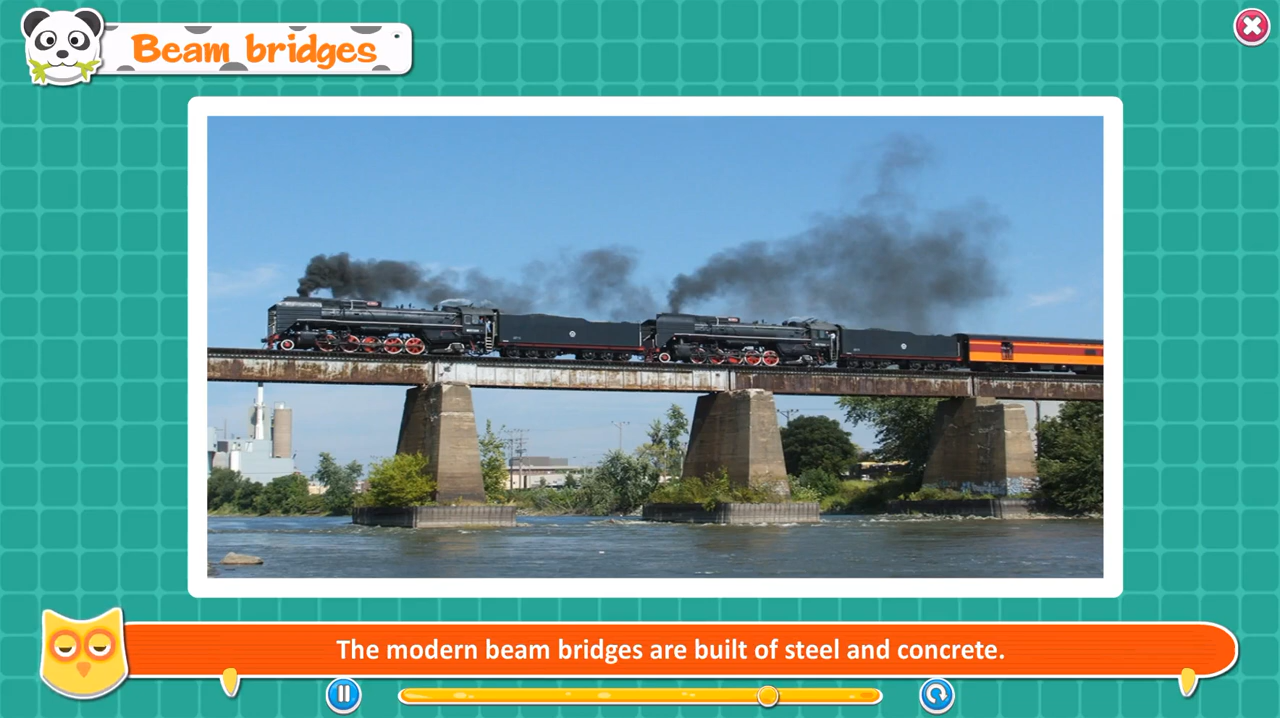 Beam bridges
The modern beam bridges are built of steel and concrete.